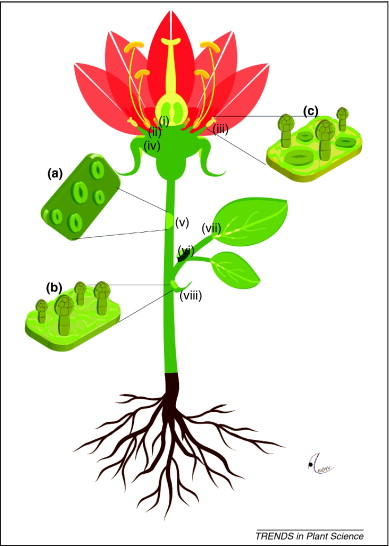 (i)
(c)
(ii)
(iii)
(iv)
(a)
(v)
(vii)
(vi)
(b)
(viii)
TRENDS in Plant Science